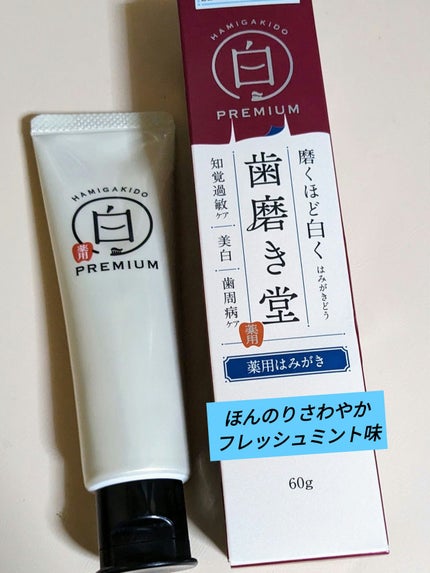 HAMIGAKIDO
白
薬用
PREMIUM
HAMIGAKIDO
白
PREMIUM
磨くほど白く
はみがきどう
歯磨き堂
薬用
知覚過敏ケア
美白
歯周病ケア
薬用はみがき
ほんのりさわやか
フレッシュミント味
60g